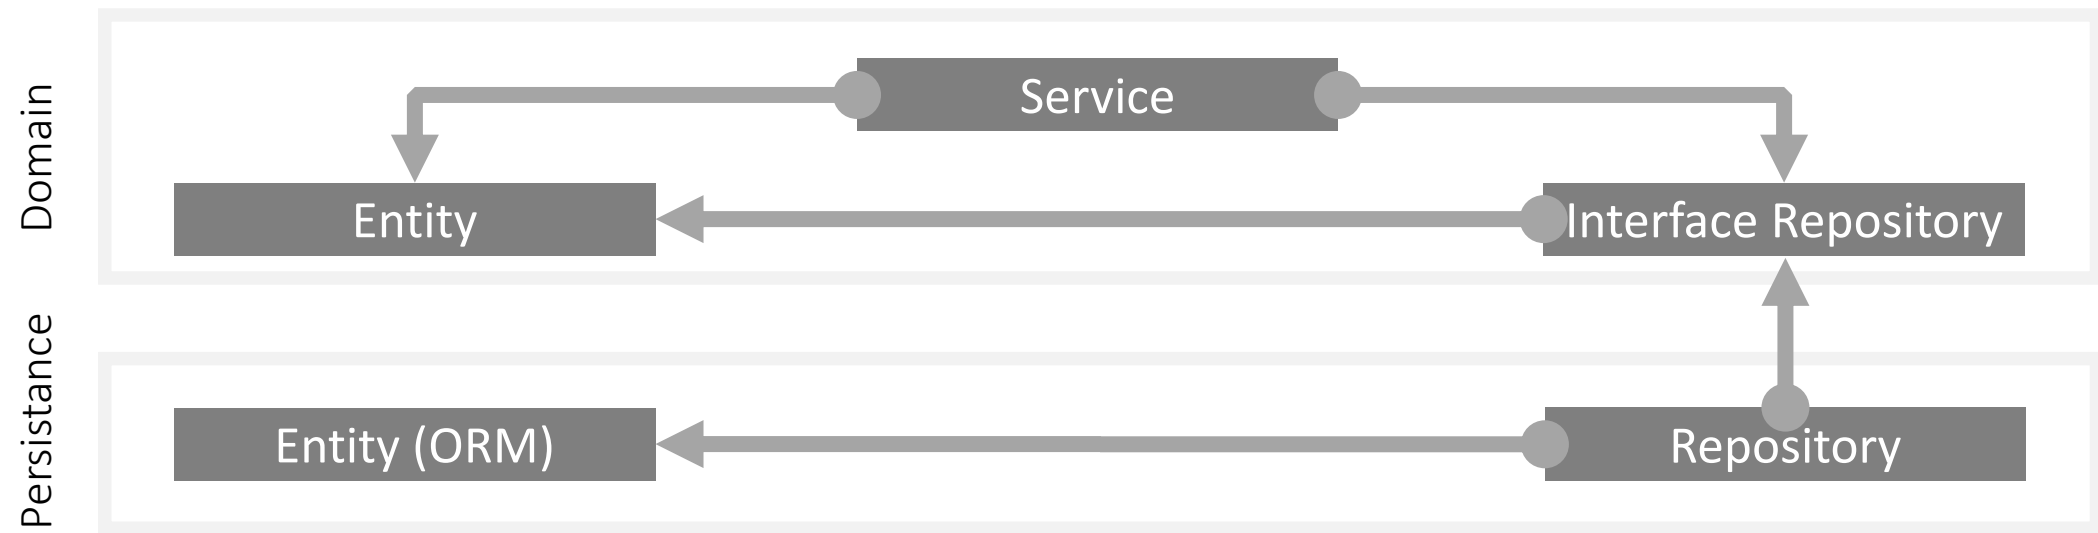 Domain
Service
Entity
Interface Repository
Persistance
Entity (ORM)
Repository